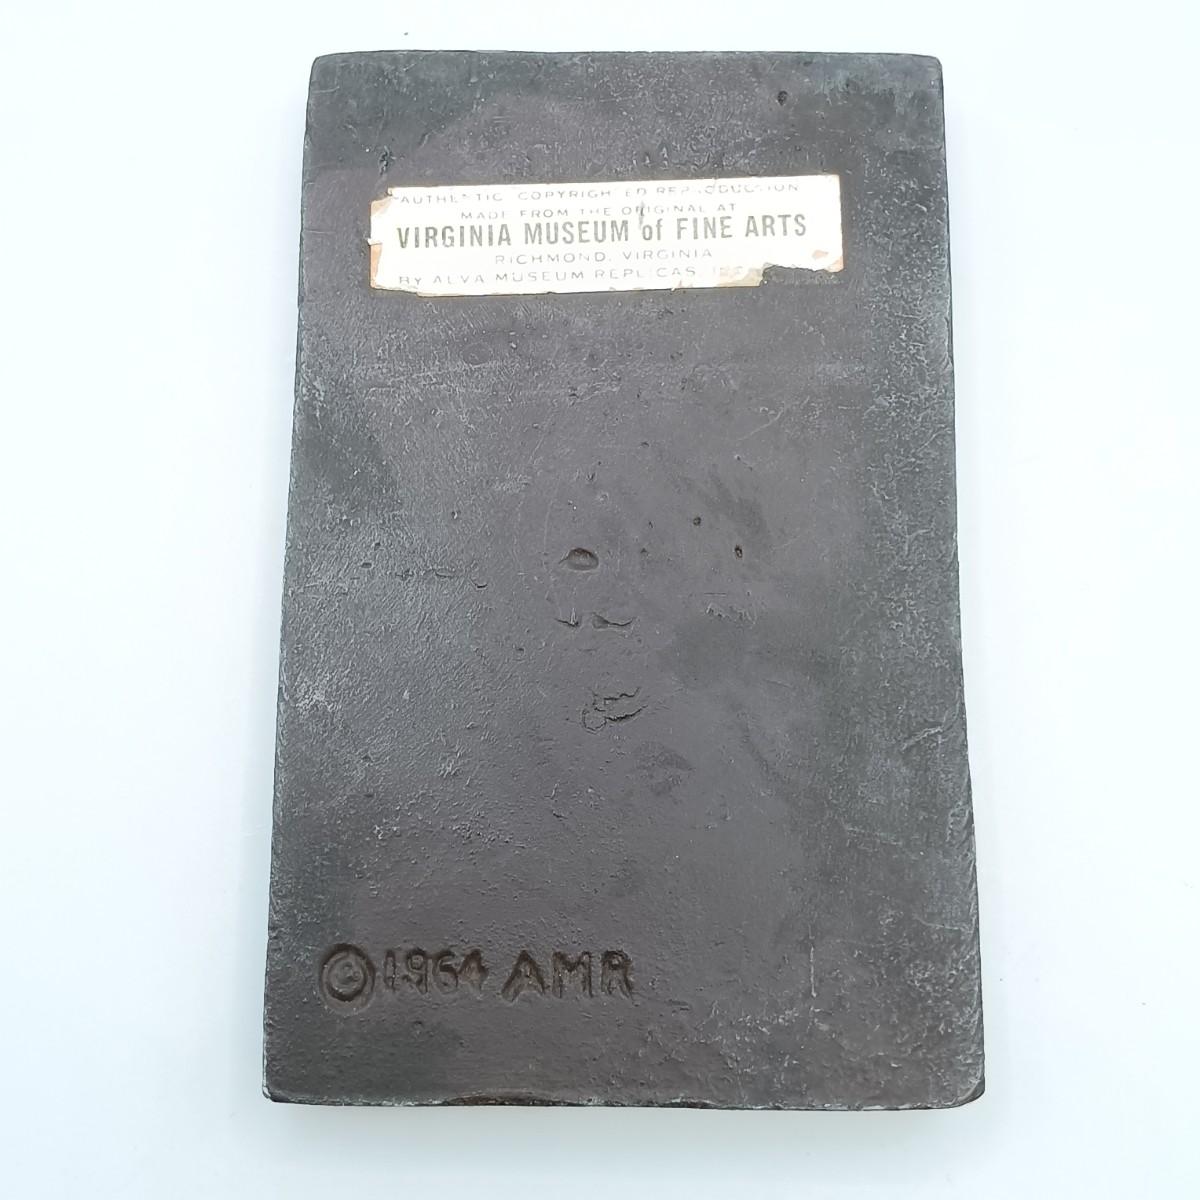 AUTHENTIC COPYRIGHTED REPRODUCTION
MADE FROM THE ORIGINAL AT
VIRGINIA MUSEUM of FINE ARTS
RICHMOND, VIRGINIA
BY ALVA MUSEUM REPLICAS,
© 1964 AMR